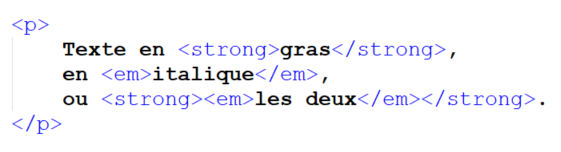 <p>
Texte en <strong>gras</strong>,
en <em>italique</em>,
ou <strong><em>les deux</em></strong>.
</p>